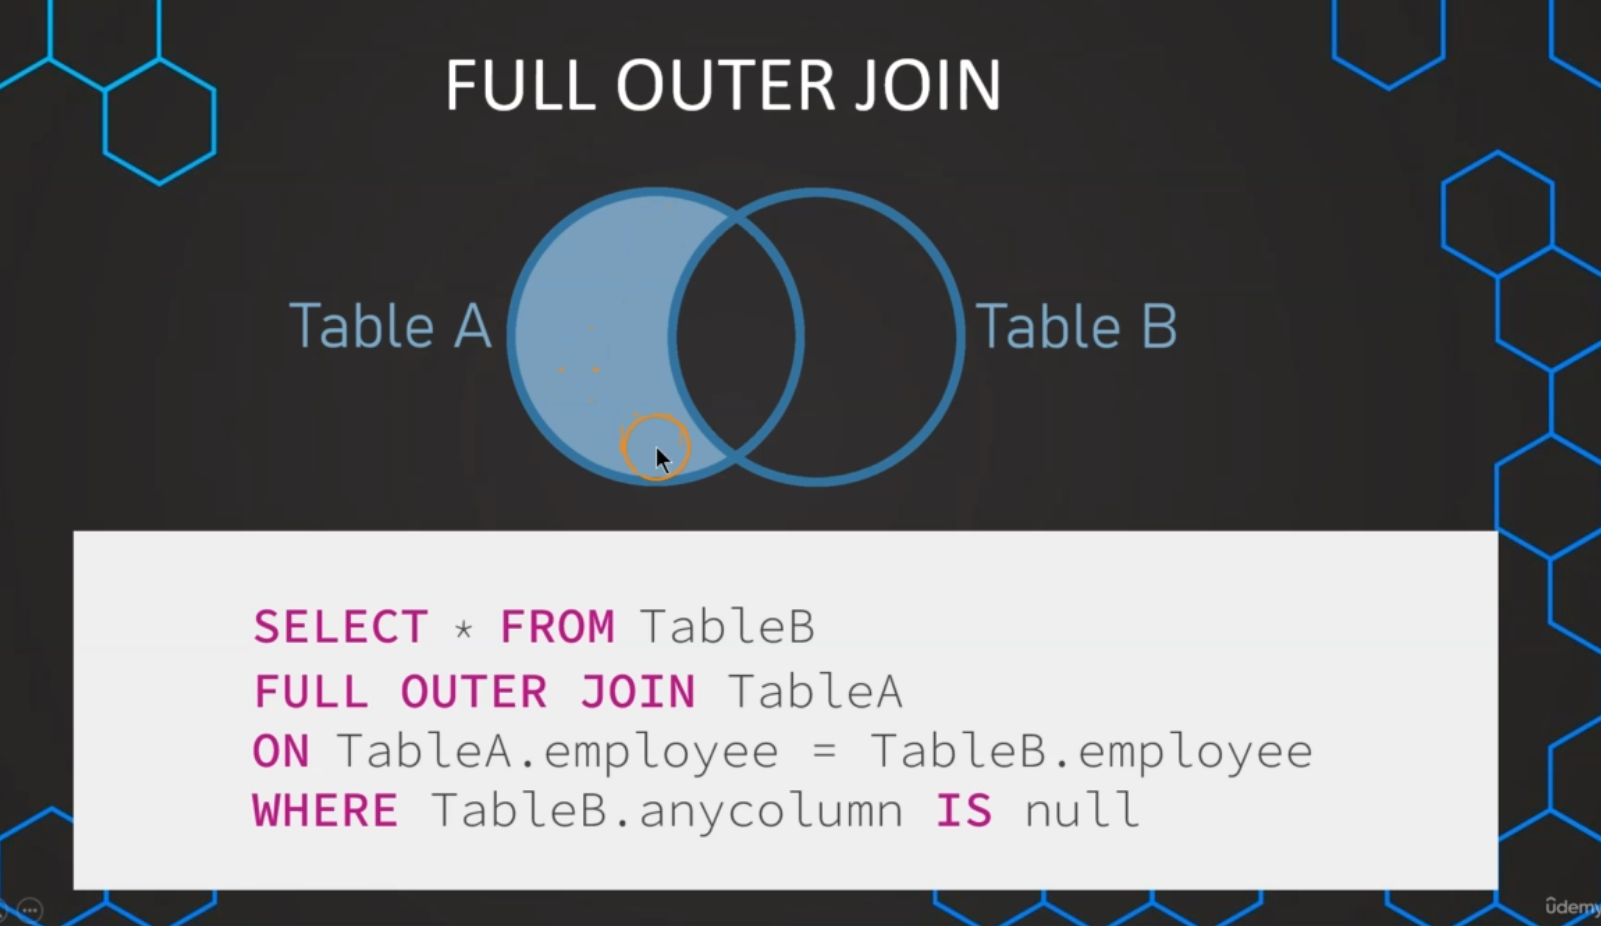 FULL OUTER JOIN
Table A
Table B
SELECT * FROM TableB
FULL OUTER JOIN TableA
ON TableA.employee = TableB.employee
WHERE TableB.anycolumn IS null
ûdemy